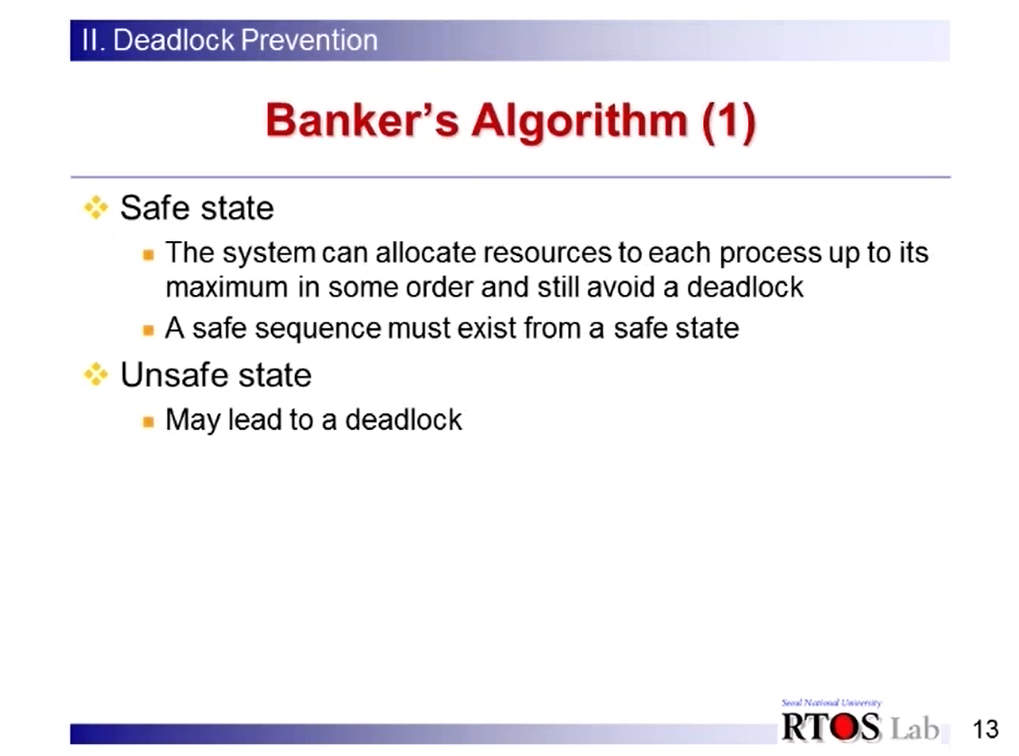 II. Deadlock Prevention
Banker's Algorithm (1)
Safe state
The system can allocate resources to each process up to its
maximum in some order and still avoid a deadlock
A safe sequence must exist from a safe state
Unsafe state
May lead to a deadlock
Seoul National University
RTOS Lab
13